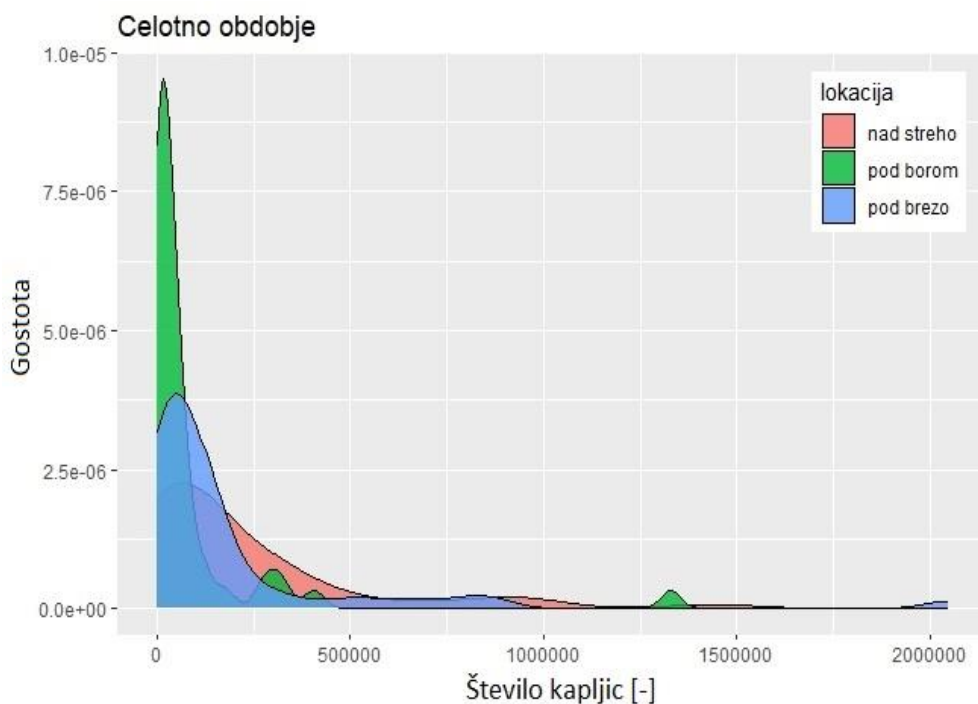 Celotno obdobje
1.0e-05
7.5e-06
5.0e-06
2.5e-06
0.0e+00
Gostota
0
500000
1000000
1500000
2000000
Število kapljic [-]
lokacija
nad streho
pod borom
pod brezo